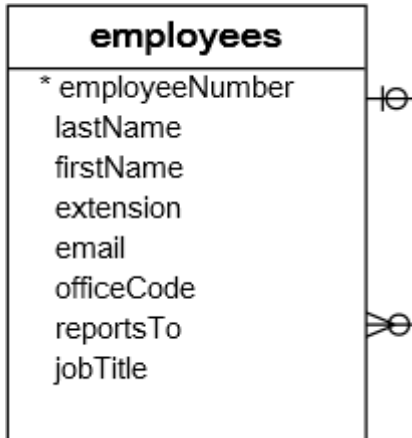 employees
* employeeNumber
lastName
firstName
extension
email
officeCode
reportsTo
jobTitle